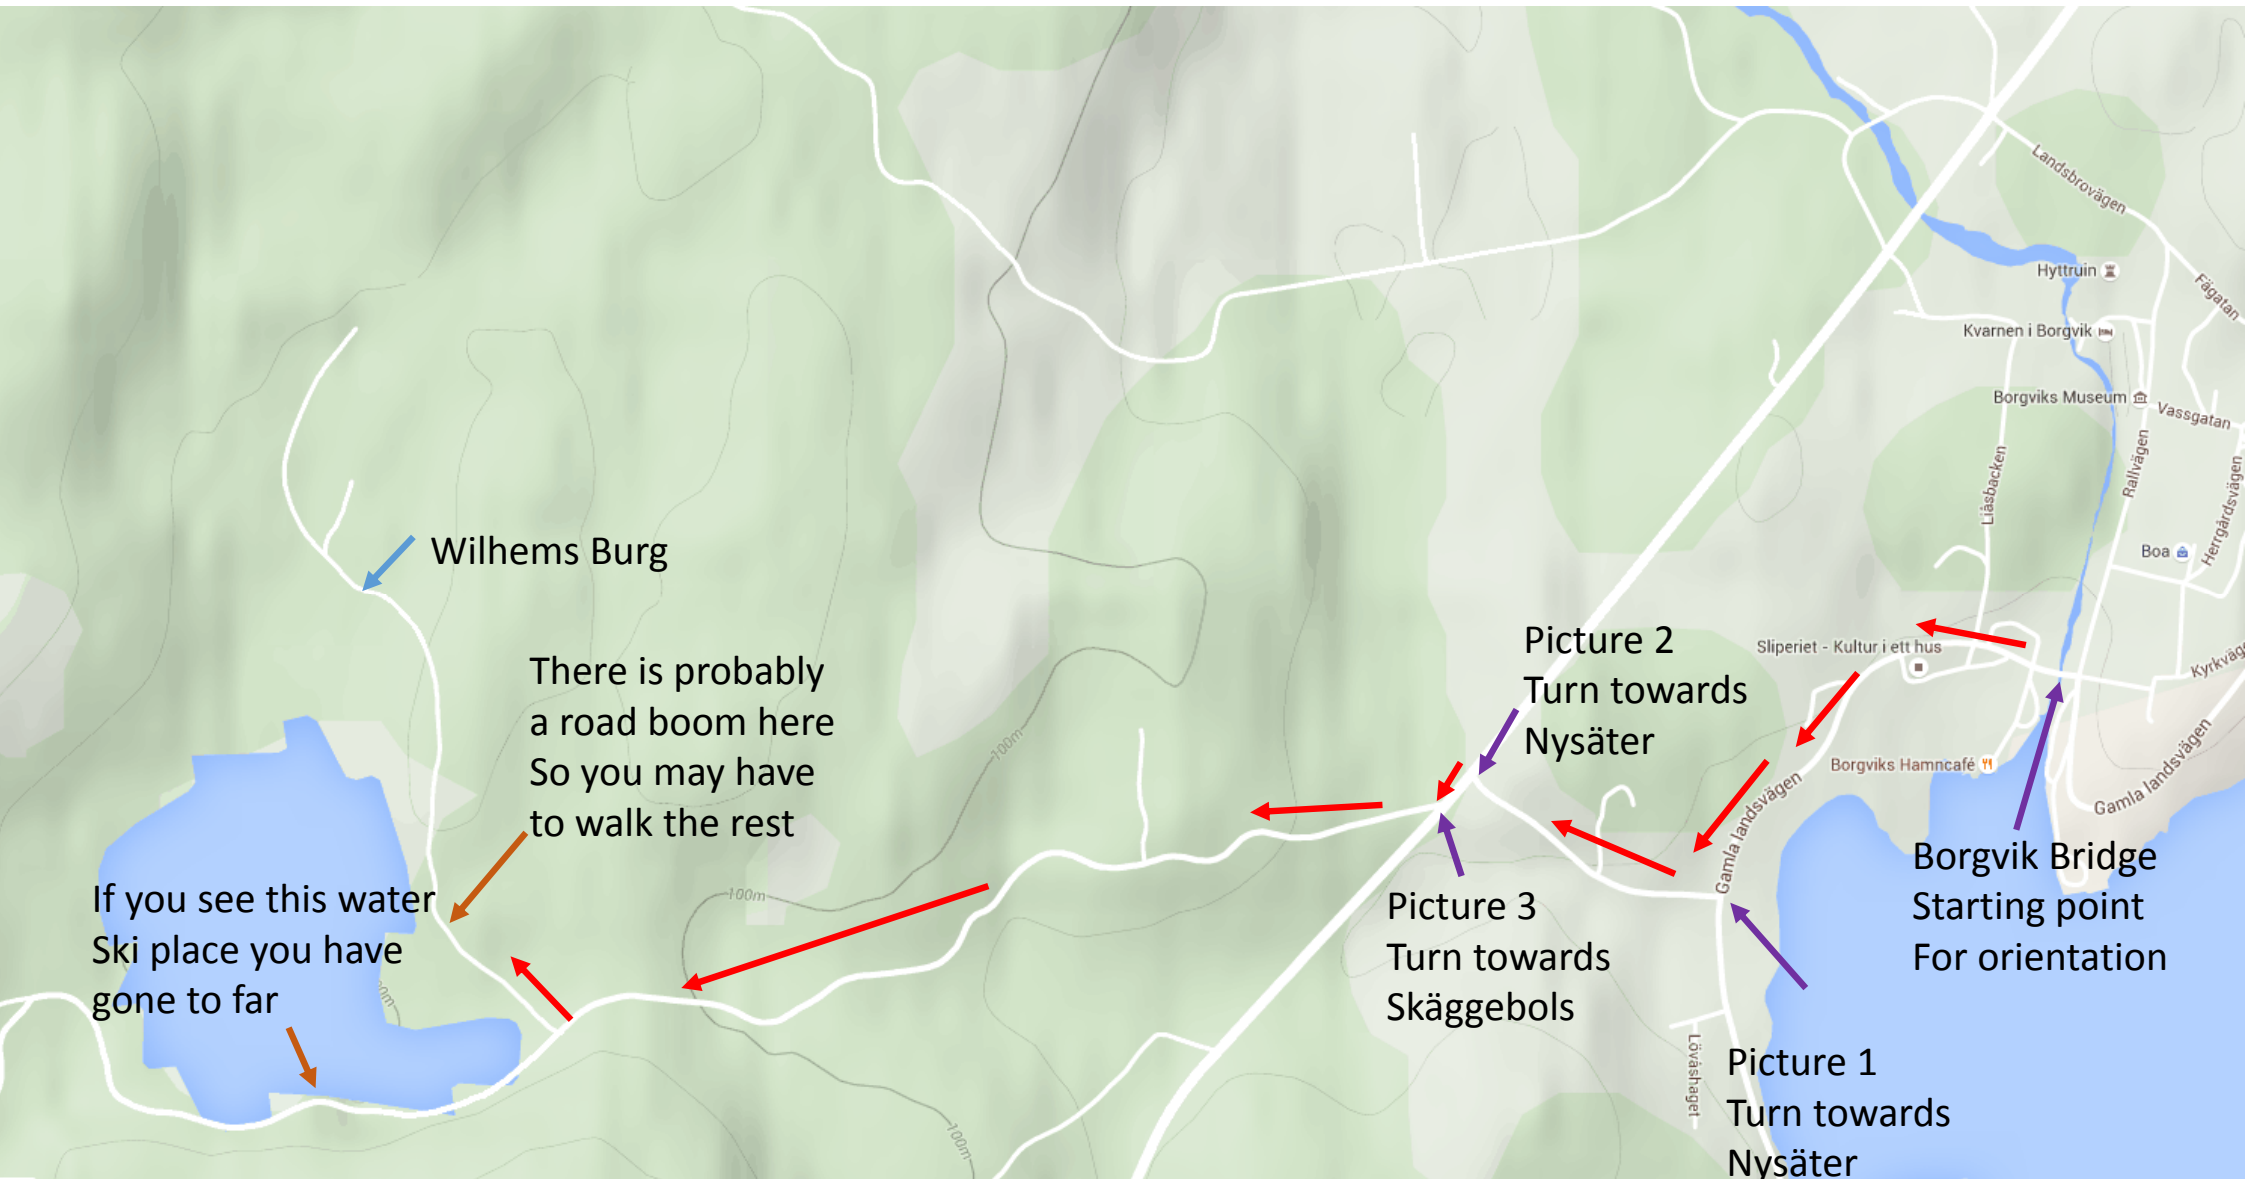 Landsbrovägen
Hyttruin
Fågatan
Kvarnen i Borgvik
Borgviks Museum
Vassgatan
Rallvägen
Liåsbacken
Herrgårdsvägen
Boa
Wilhems Burg
There is probably
a road boom here
So you may have
to walk the rest
Picture 2
Turn towards
Nysäter
Sliperiet - Kultur i ett hus
Kyrkväg
100m
Borgviks Hamncafé
Gamla landsvägen
Gamla landsvägen
100m
If you see this water
Ski place you have
gone to far
Picture 3
Turn towards
Skäggebols
Borgvik Bridge
Starting point
For orientation
Lövåshaget
Picture 1
Turn towards
Nysäter
100m